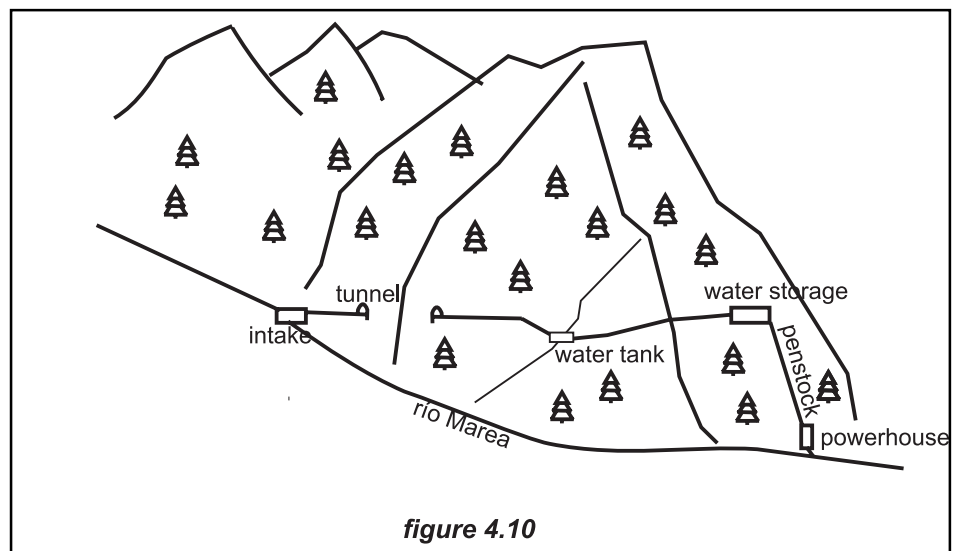 tunnel
intake
water storage
water tank
penstock
río Marea
powerhouse
figure 4.10